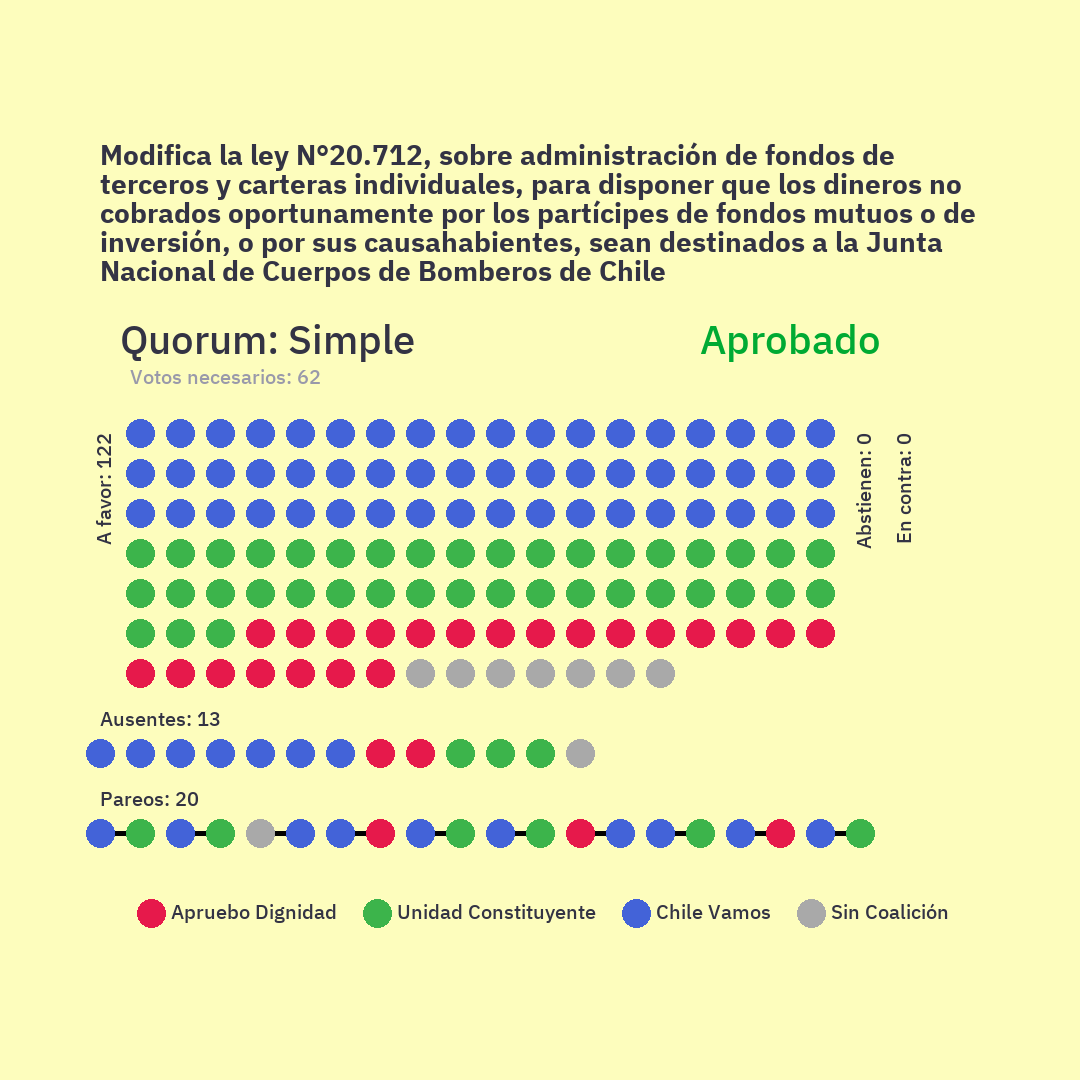 Modifica la ley N°20.712, sobre administración de fondos de
terceros y carteras individuales, para disponer que los dineros no
cobrados oportunamente por los partícipes de fondos mutuos o de
inversión, o por sus causahabientes, sean destinados a la Junta
Nacional de Cuerpos de Bomberos de Chile
Quorum: Simple
Aprobado
Votos necesarios: 62
A favor: 122
Abstienen: 0
En contra: 0
Ausentes: 13
Pareos: 20
Apruebo Dignidad
Unidad Constituyente
Chile Vamos
Sin Coalición